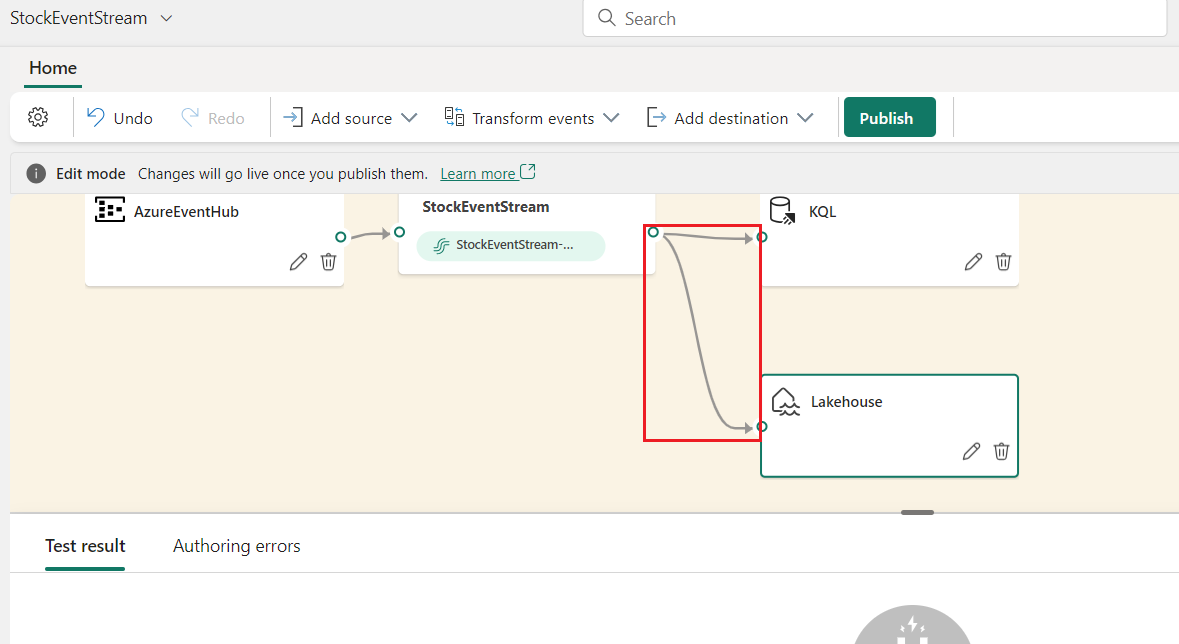 StockEventStream
Search
Home
Undo
Redo
Add source
Transform events
Add destination
Publish
Edit mode Changes will go live once you publish them. Learn more
AzureEventHub
StockEventStream
StockEventStream-...
KQL
Lakehouse
Test result
Authoring errors